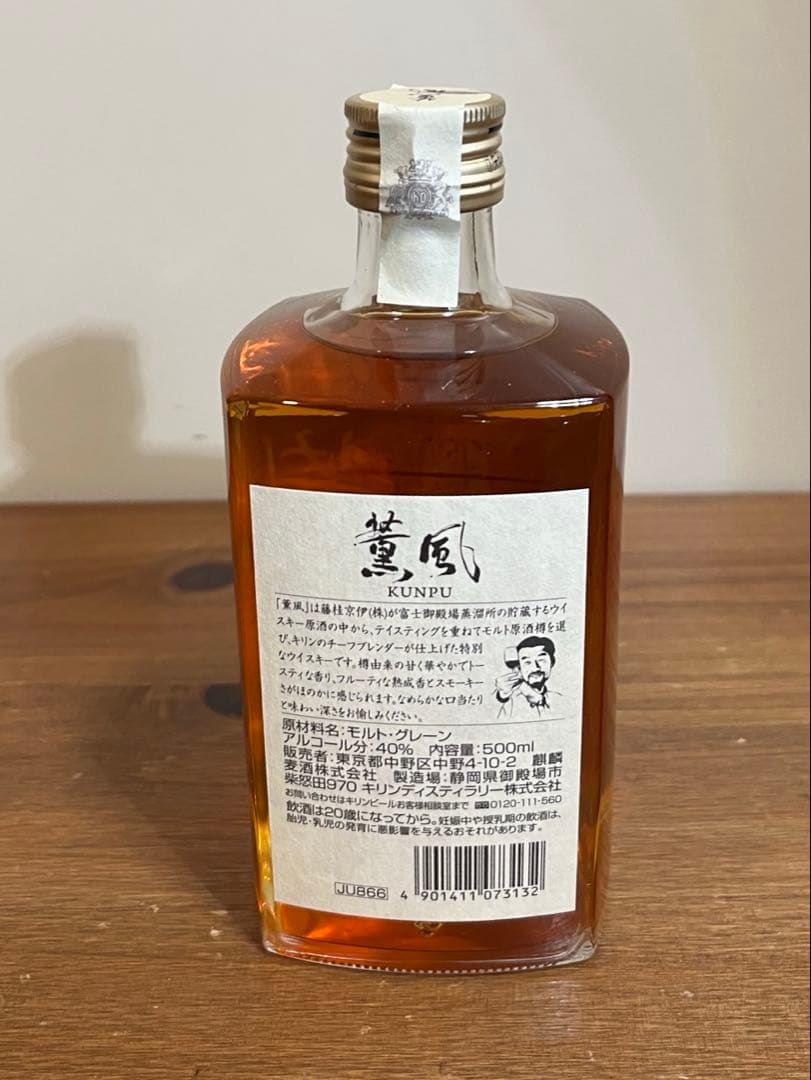 薫風
KUNPU
「薫風」は藤桂京伊(株)が富士御殿場蒸溜所の貯蔵するウイ
スキー原酒の中から、テイスティングを重ねてモルト原酒樽を選
び、キリンのチーフブレンダーが仕上げた特別
なウイスキーです。樽由来の甘く華やかでトー
スティな香り、フルーティな熟成香とスモーキー
さがほのかに感じられます。なめらかな口当たり
と味わい深さをお愉しみください。
原材料名:モルト・グレーン
アルコール分:40% 内容量:500ml
販売者:東京都中野区中野4-10-2 麒麟
麦酒株式会社 製造場:静岡県御殿場市
柴怒田970 キリンディスティラリー株式会社
お問い合わせはキリンビールお客様相談室まで 0120-111-560
飲酒は20歳になってから。妊娠中や授乳期の飲酒は、
胎児・乳児の発育に悪影響を与えるおそれがあります。
JU866
4 901411 073132